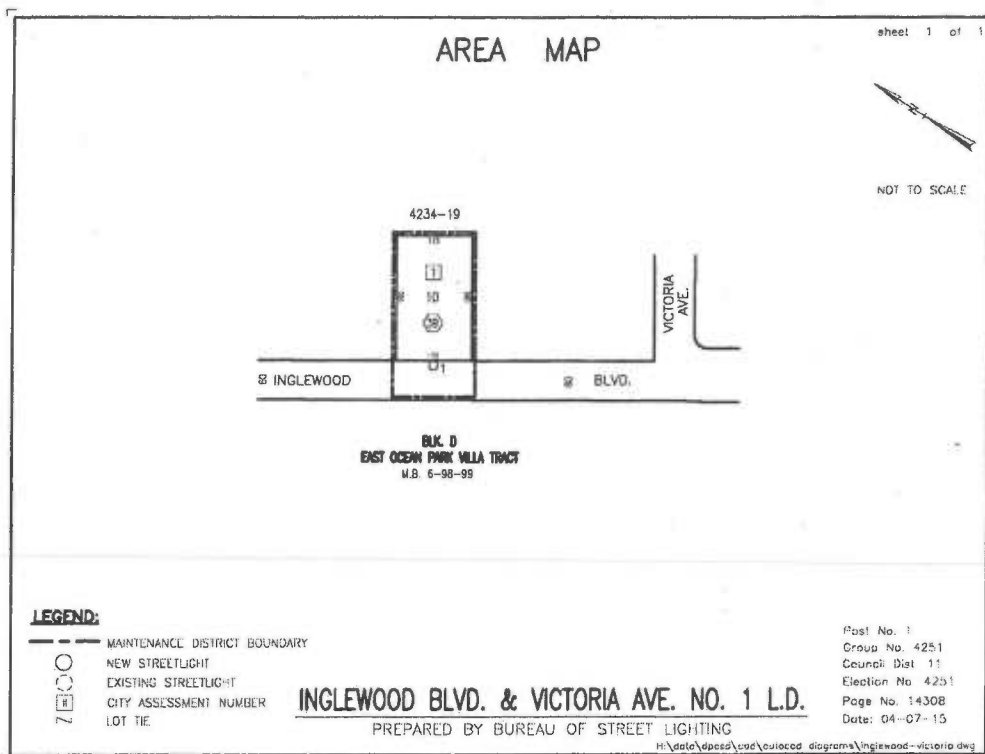 sheet 1 of 1
AREA MAP
N
NOT TO SCALE
4234-19
1
10
38
1
60 INGLEWOOD
BLVD.
VICTORIA
AVE.
BLK. D
EAST OCEAN PARK VILLA TRACT
M.B. 6-98-99
LEGEND:
MAINTENANCE DISTRICT BOUNDARY
NEW STREETLIGHT
EXISTING STREETLIGHT
# CITY ASSESSMENT NUMBER
LOT TIE
Post No. 1
Group No. 4251
Council Dist 11
Election No 4251
Page No. 14308
Date: 04-07-15
INGLEWOOD BLVD. & VICTORIA AVE. NO. 1 L.D.
PREPARED BY BUREAU OF STREET LIGHTING